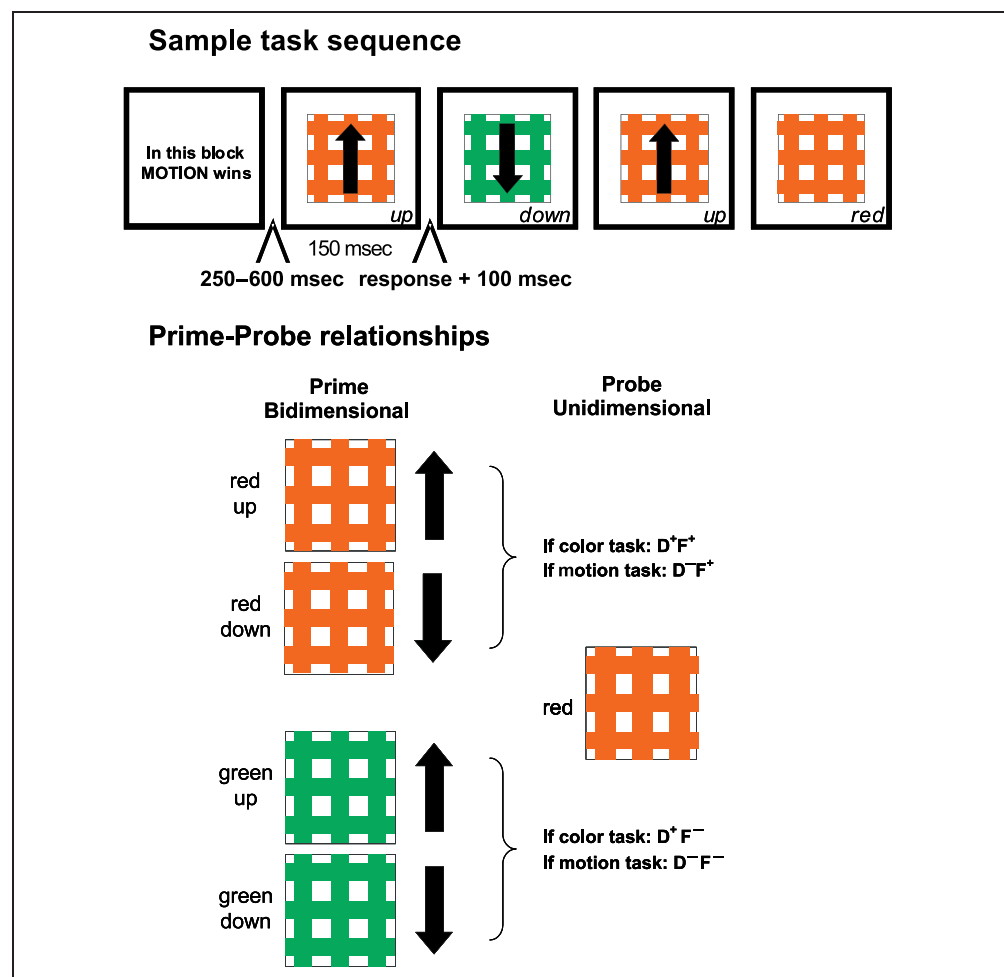 Sample task sequence
In this block
MOTION wins
up
down
up
red
150 msec
250–600 msec
response + 100 msec
Prime-Probe relationships
Prime
Bidimensional
Probe
Unidimensional
red
up
If color task: D⁺F⁺
If motion task: D⁻F⁺
red
down
red
green
up
If color task: D⁺F⁻
If motion task: D⁻F⁻
green
down